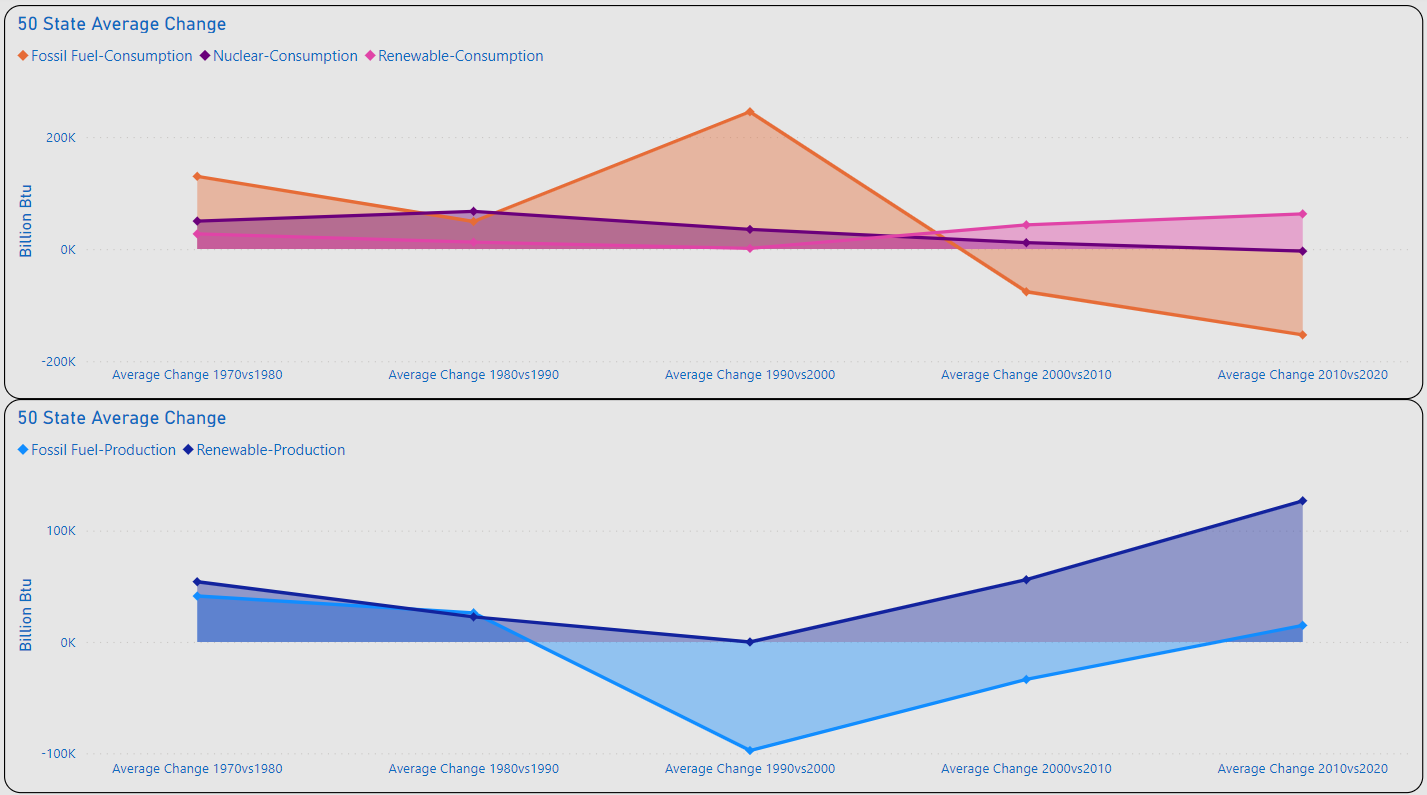 50 State Average Change
Fossil Fuel-Consumption Nuclear-Consumption Renewable-Consumption
200K
0K
-200K
Billion Btu
Average Change 1970vs1980 Average Change 1980vs1990 Average Change 1990vs2000 Average Change 2000vs2010 Average Change 2010vs2020
50 State Average Change
Fossil Fuel-Production Renewable-Production
100K
0K
-100K
Billion Btu
Average Change 1970vs1980 Average Change 1980vs1990 Average Change 1990vs2000 Average Change 2000vs2010 Average Change 2010vs2020